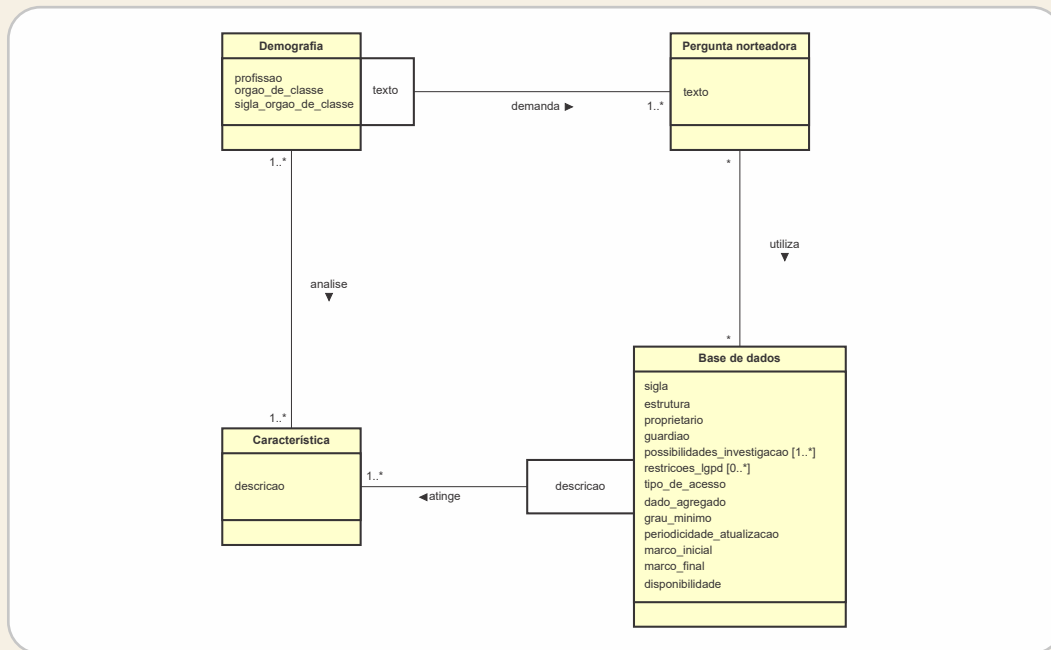 Demografia
profissao
orgao_de_classe
sigla_orgao_de_classe
texto
demanda ►
1..*
Pergunta norteadora
texto
1..*
*
utiliza
▼
analise
▼
*
1..*
Característica
descricao
1..*
◄atinge
descricao
Base de dados
sigla
estrutura
proprietario
guardiao
possibilidades_investigacao [1..*]
restricoes_lgpd [0..*]
tipo_de_acesso
dado_agregado
grau_minimo
periodicidade_atualizacao
marco_inicial
marco_final
disponibilidade